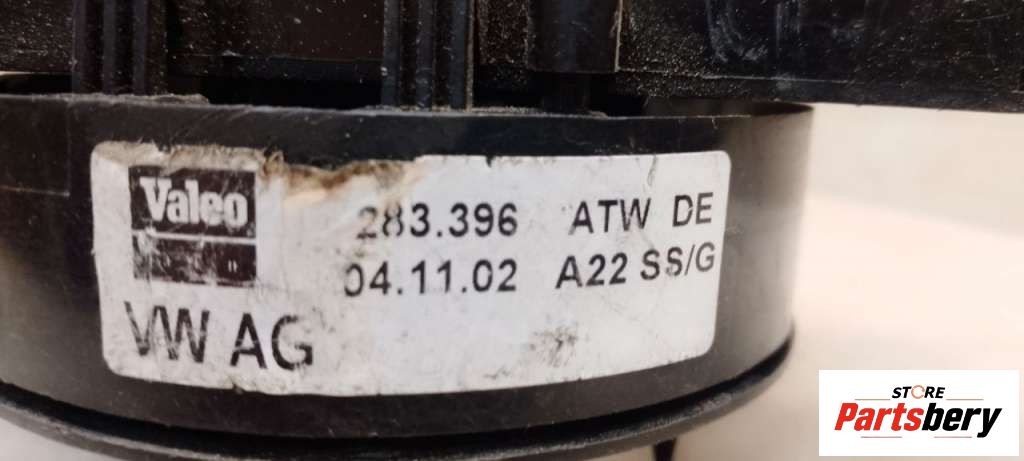 Valeo
283.396 ATW DE
04.11.02 A22 SS/G
VW AG
STORE
Partsbery